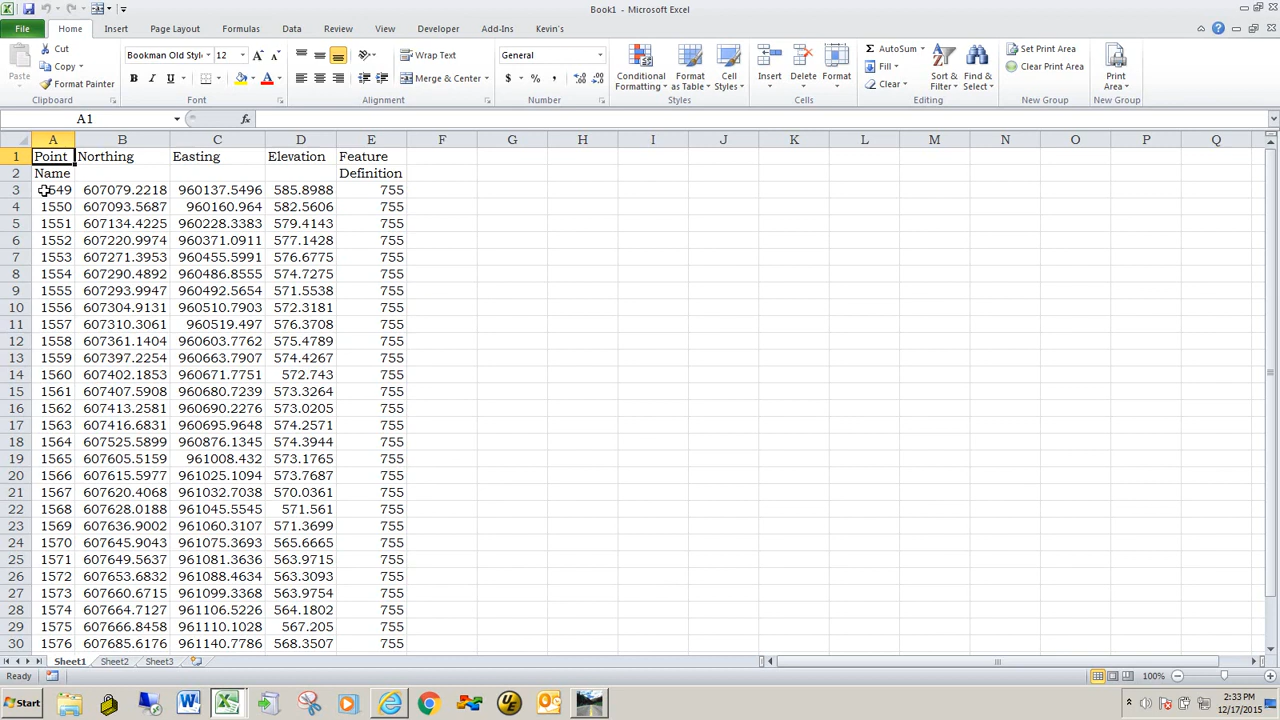 Book1 - Microsoft Excel
File Home Insert Page Layout Formulas Data Review View Developer Add-Ins Kevin's
Paste
Cut
Copy
Format Painter
Clipboard
Bookman Old Styl 12
B I U
Font
Wrap Text
Merge & Center
Alignment
General
$ % ,
Number
Conditional Formatting
Format as Table
Cell Styles
Styles
Insert Delete Format
Cells
AutoSum
Fill
Clear
Sort & Filter
Find & Select
Editing
Set Print Area
Clear Print Area
New Group
Print Area
New Group
A1 fx
A B C D E F G H I J K L M N O P Q
1 Point Northing Easting Elevation Feature
2 Name Definition
3 1549 607079.2218 960137.5496 585.8988 755
4 1550 607093.5687 960160.964 582.5606 755
5 1551 607134.4225 960228.3383 579.4143 755
6 1552 607220.9974 960371.0911 577.1428 755
7 1553 607271.3953 960455.5991 576.6775 755
8 1554 607290.4892 960486.8555 574.7275 755
9 1555 607293.9947 960492.5654 571.5538 755
10 1556 607304.9131 960510.7903 572.3181 755
11 1557 607310.3061 960519.497 576.3708 755
12 1558 607361.1404 960603.7762 575.4789 755
13 1559 607397.2254 960663.7907 574.4267 755
14 1560 607402.1853 960671.7751 572.743 755
15 1561 607407.5908 960680.7239 573.3264 755
16 1562 607413.2581 960690.2276 573.0205 755
17 1563 607416.6831 960695.9648 574.2571 755
18 1564 607525.5899 960876.1345 574.3944 755
19 1565 607605.5159 961008.432 573.1765 755
20 1566 607615.5977 961025.1094 573.7687 755
21 1567 607620.4068 961032.7038 570.0361 755
22 1568 607628.0188 961045.5545 571.561 755
23 1569 607636.9002 961060.3107 571.3699 755
24 1570 607645.9043 961075.3693 565.6665 755
25 1571 607649.5637 961081.3636 563.9715 755
26 1572 607653.6832 961088.4634 563.3093 755
27 1573 607660.6715 961099.3368 563.9754 755
28 1574 607664.7127 961106.5226 564.1802 755
29 1575 607666.8458 961110.1028 567.205 755
30 1576 607685.6176 961140.7786 568.3507 755
Sheet1 Sheet2 Sheet3
Ready 100%
Start 2:33 PM
12/17/2015